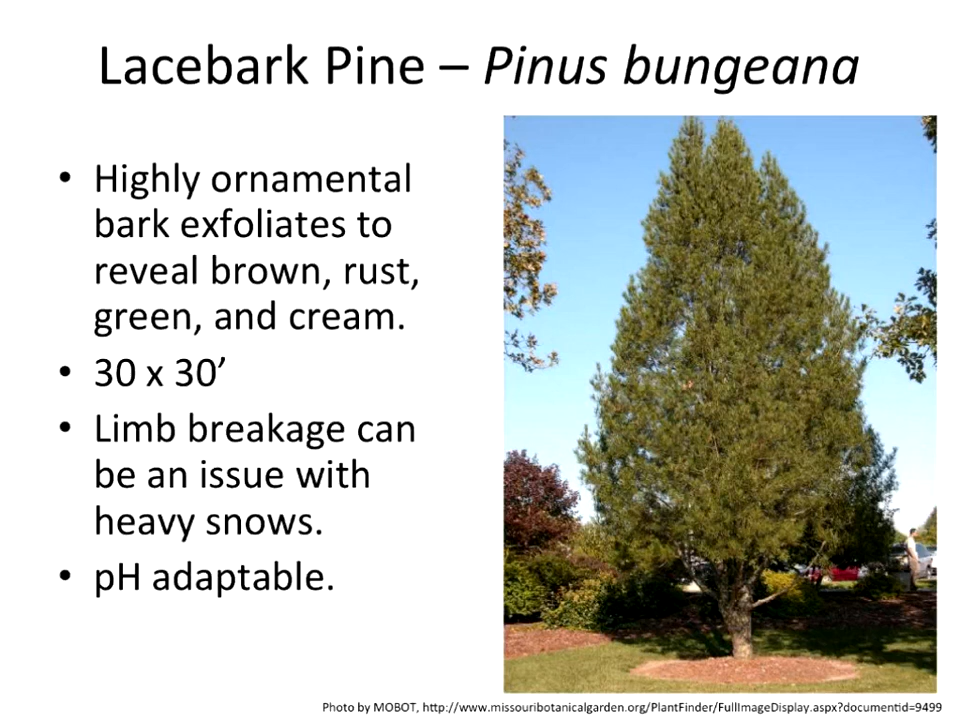 Lacebark Pine – Pinus bungeana
• Highly ornamental
bark exfoliates to
reveal brown, rust,
green, and cream.
• 30 x 30’
• Limb breakage can
be an issue with
heavy snows.
• pH adaptable.
Photo by MOBOT, http://www.missouribotanicalgarden.org/PlantFinder/FullImageDisplay.aspx?documentid=9499